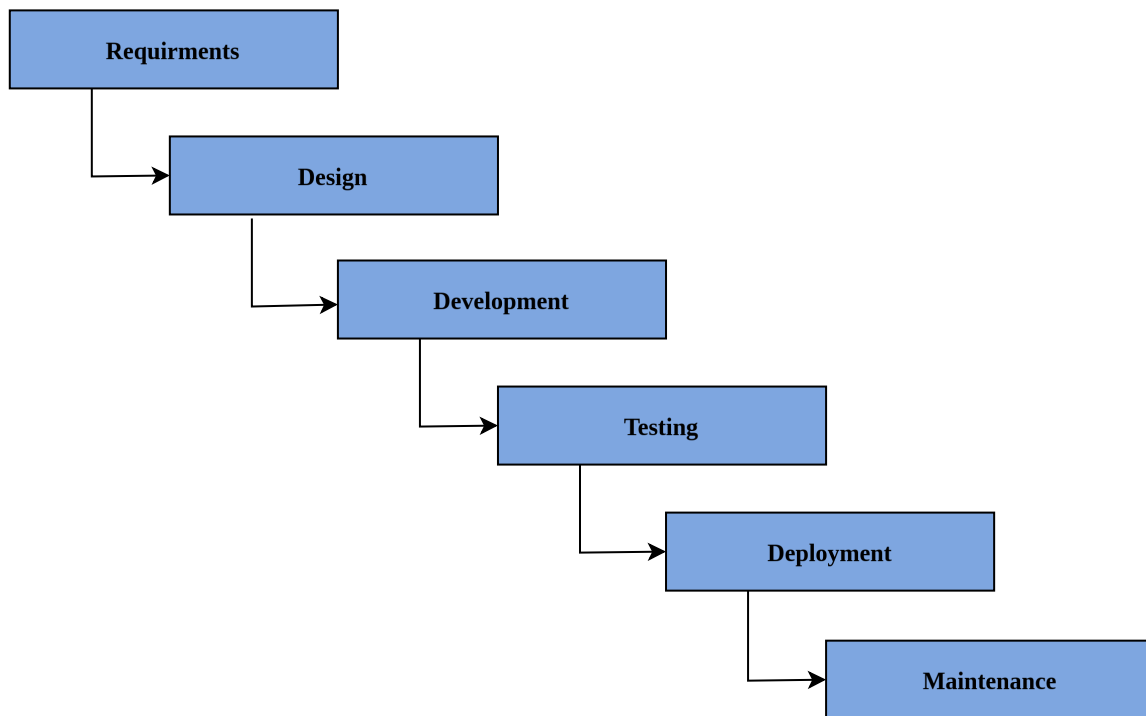 Requirments
Design
Development
Testing
Deployment
Maintenance